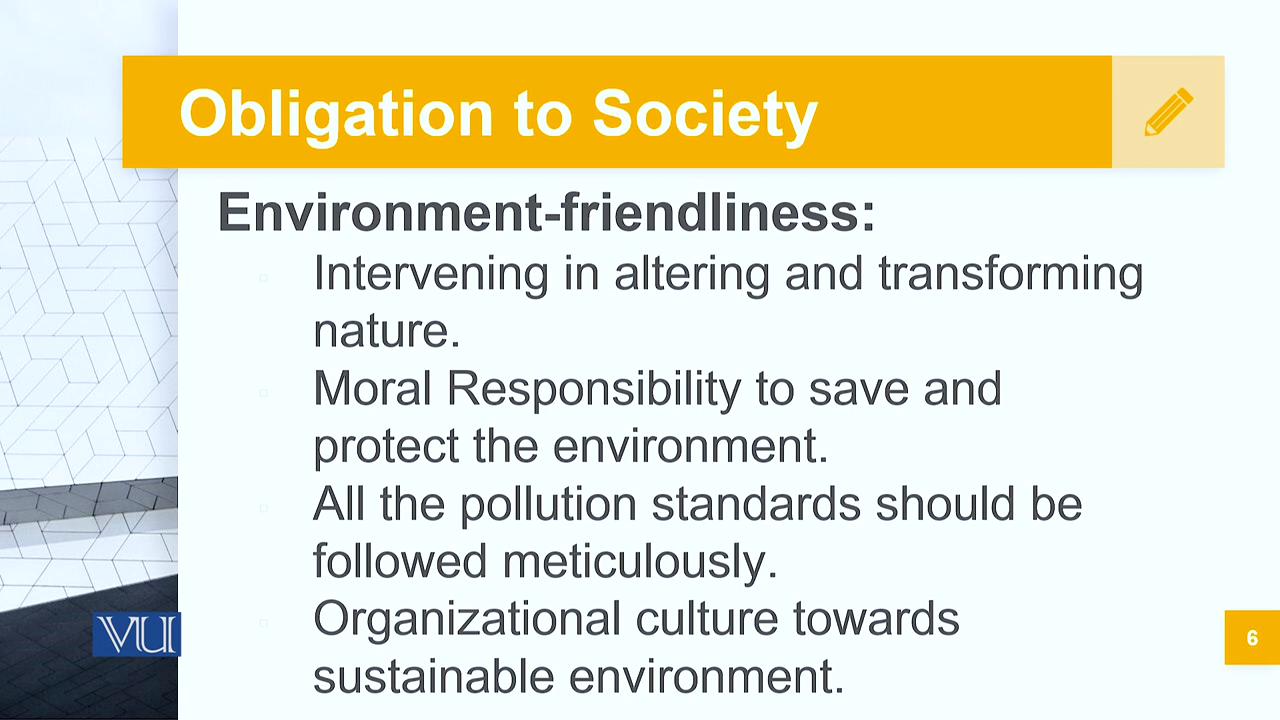 Obligation to Society
Environment-friendliness:
Intervening in altering and transforming
nature.
Moral Responsibility to save and
protect the environment.
All the pollution standards should be
followed meticulously.
Organizational culture towards
sustainable environment.
VU
6